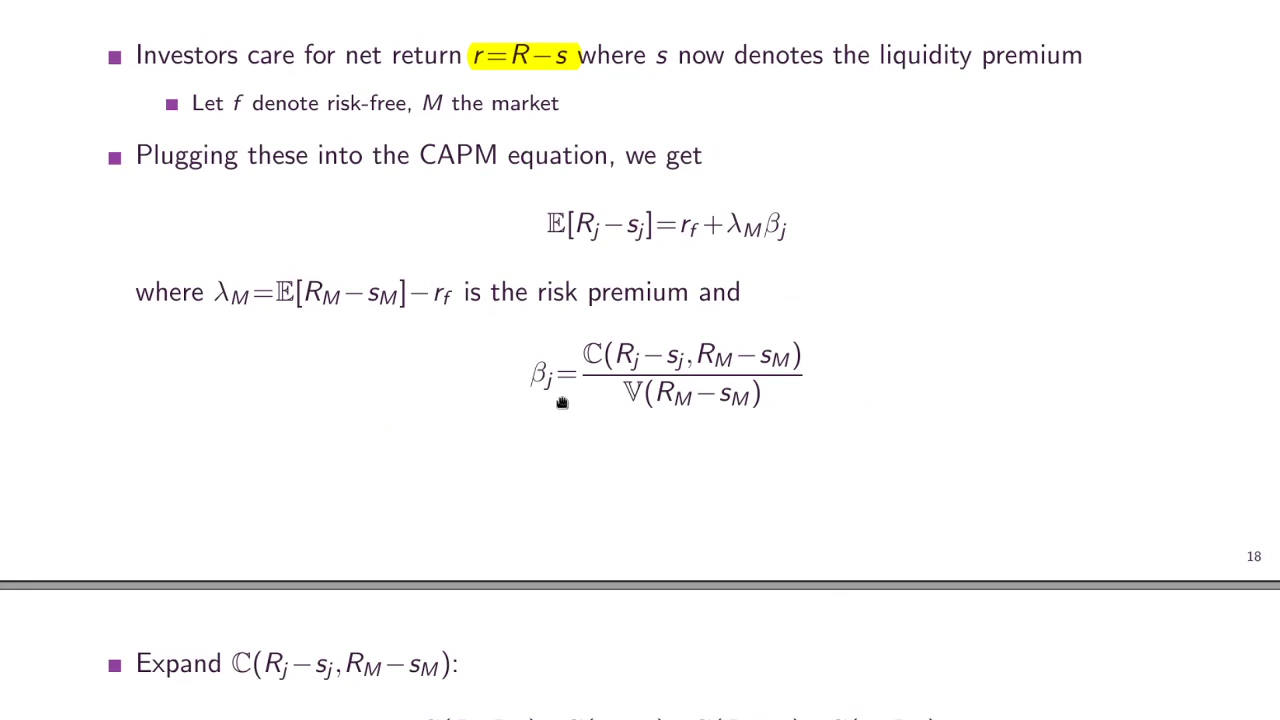 Investors care for net return r=R−s where s now denotes the liquidity premium
Let f denote risk-free, M the market
Plugging these into the CAPM equation, we get
𝔼[R_j−s_j]=r_f+λ_Mβ_j
where λ_M=𝔼[R_M−s_M]−r_f is the risk premium and
β_j=ℂ(R_j−s_j,R_M−s_M)/𝕍(R_M−s_M)
18
Expand ℂ(R_j−s_j,R_M−s_M):